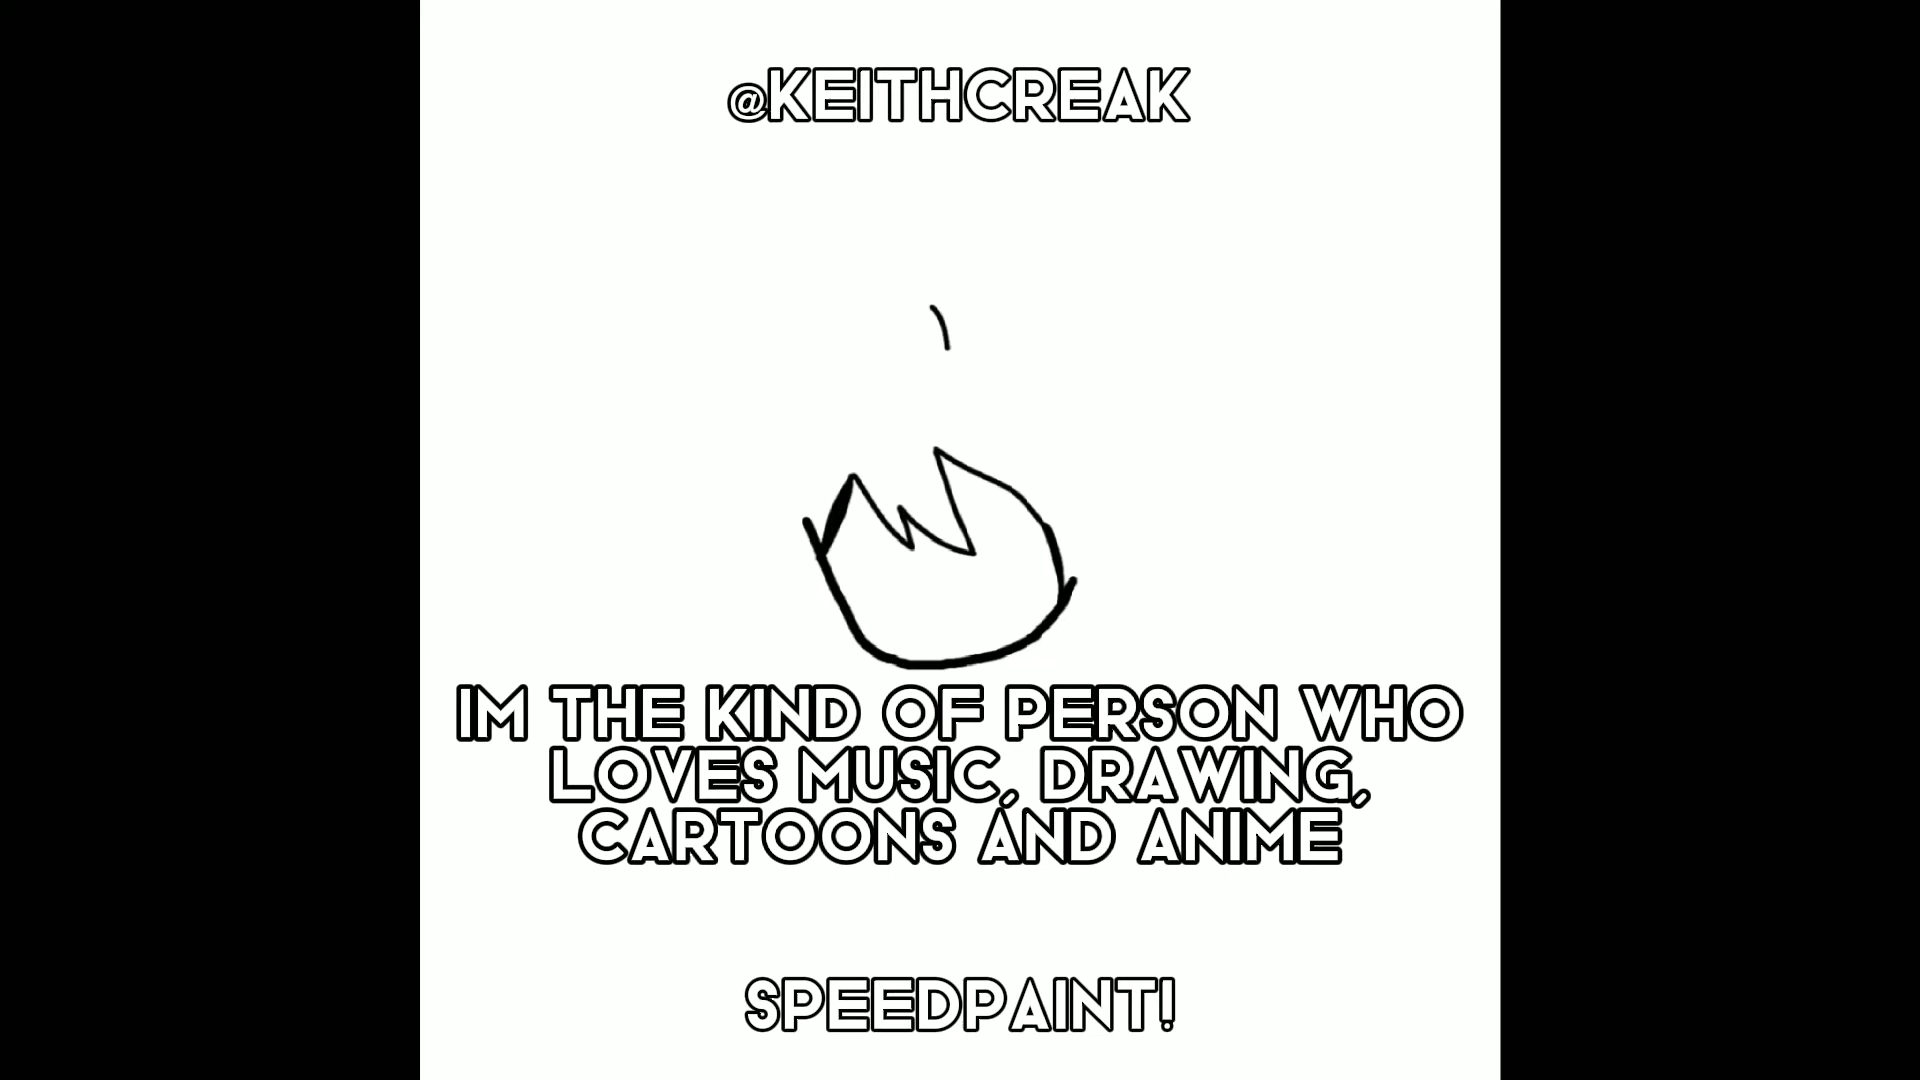 @KEITHCREAK
IM THE KIND OF PERSON WHO
LOVES MUSIC, DRAWING,
CARTOONS AND ANIME
SPEEDPAINT!